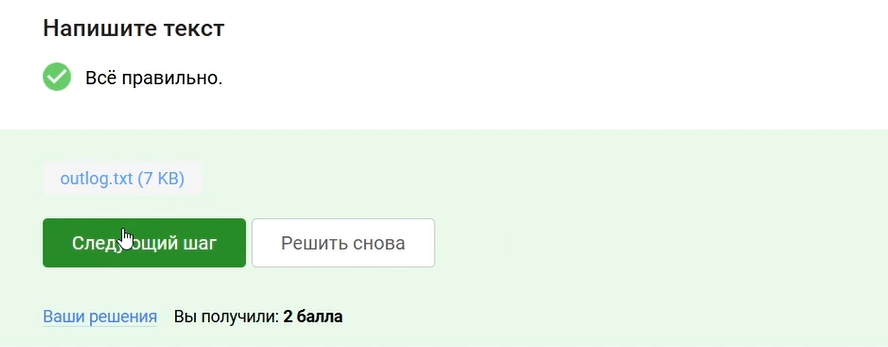 Напишите текст
Всё правильно.
outlog.txt (7 KB)
Следующий шаг Решить снова
Ваши решения Вы получили: 2 балла